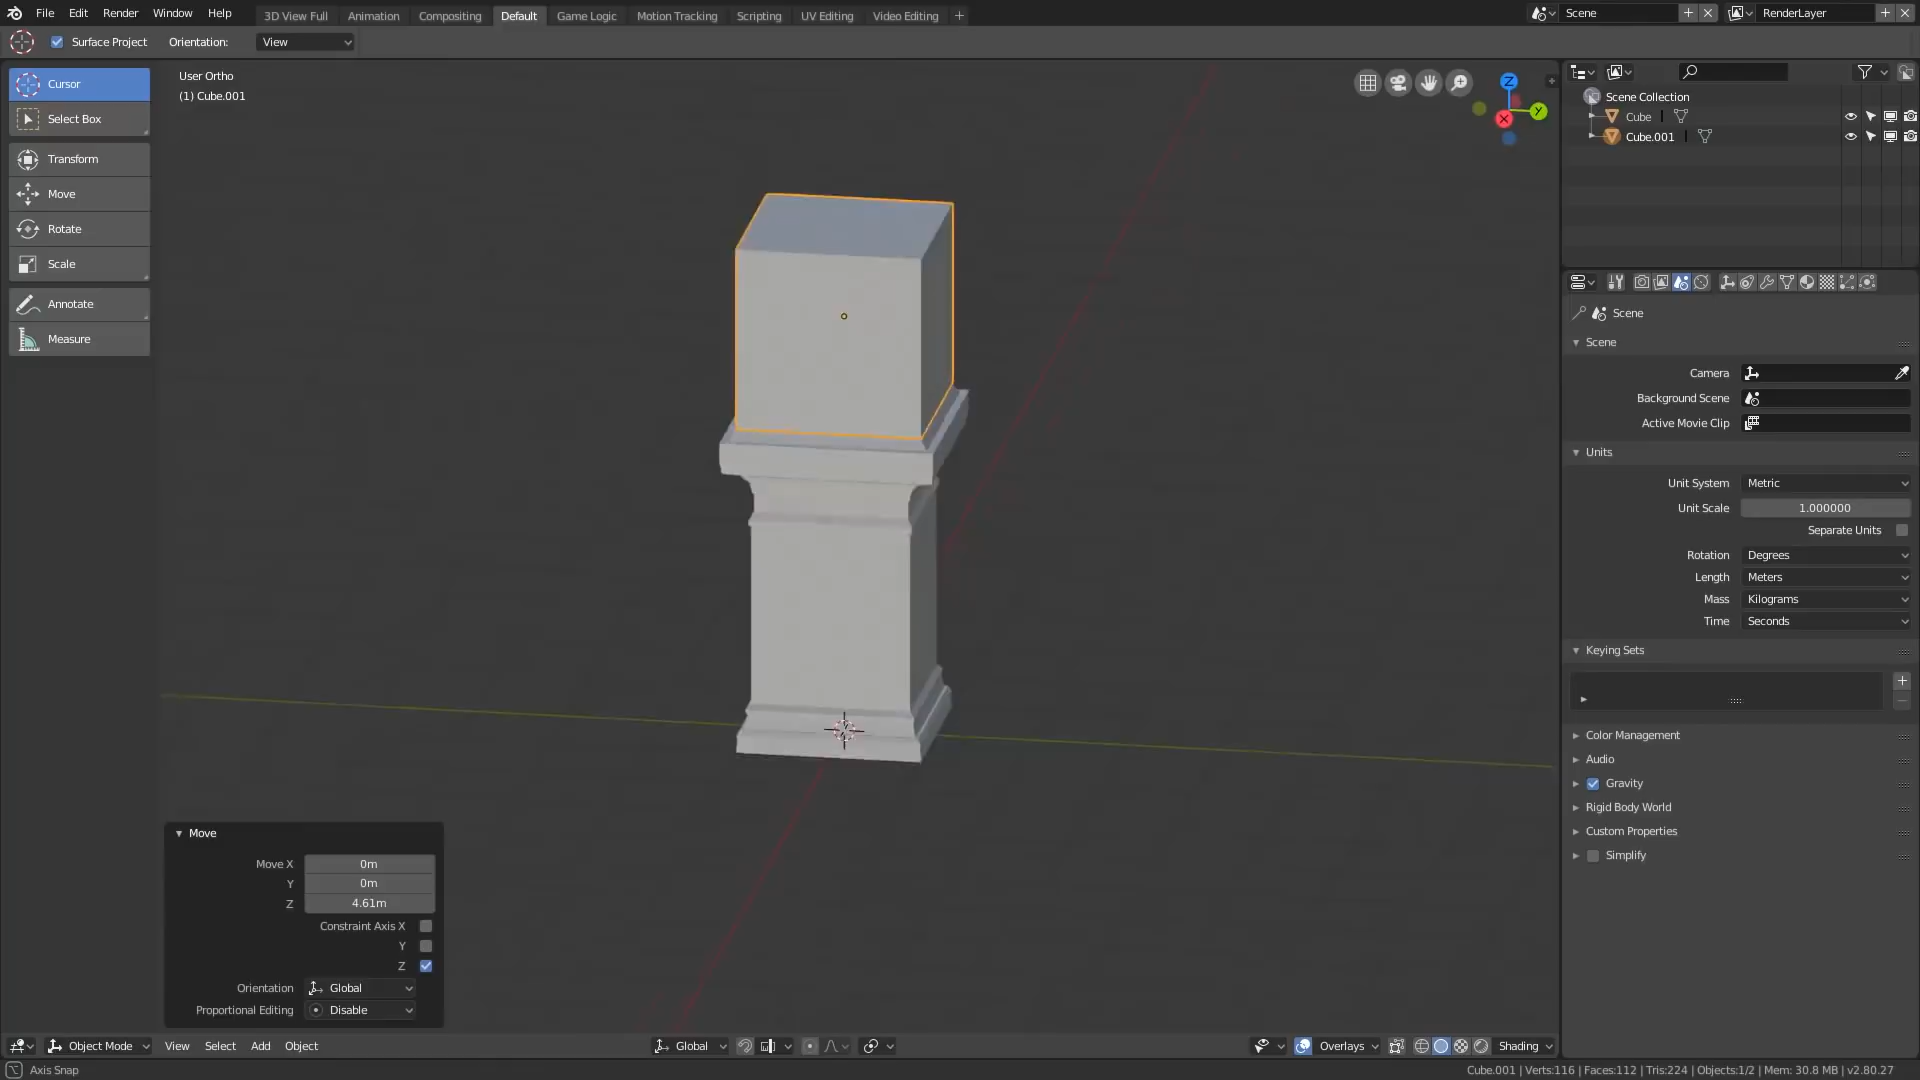 File Edit Render Window Help
3D View Full Animation Compositing Default Game Logic Motion Tracking Scripting UV Editing Video Editing
Scene
RenderLayer
Surface Project Orientation: View
Cursor
Select Box
Transform
Move
Rotate
Scale
Annotate
Measure
User Ortho
(1) Cube.001
Z
Y
X
Scene Collection
Cube
Cube.001
Scene
Scene
Camera
Background Scene
Active Movie Clip
Units
Unit System Metric
Unit Scale 1.000000
Separate Units
Rotation Degrees
Length Meters
Mass Kilograms
Time Seconds
Keying Sets
Color Management
Audio
Gravity
Rigid Body World
Custom Properties
Simplify
Move
Move X 0m
Y 0m
Z 4.61m
Constraint Axis X
Y
Z
Orientation Global
Proportional Editing Disable
Object Mode View Select Add Object
Global
Overlays
Shading
Axis Snap
Cube.001 | Verts:116 | Faces:112 | Tris:224 | Objects:1/2 | Mem: 30.8 MB | v2.80.27